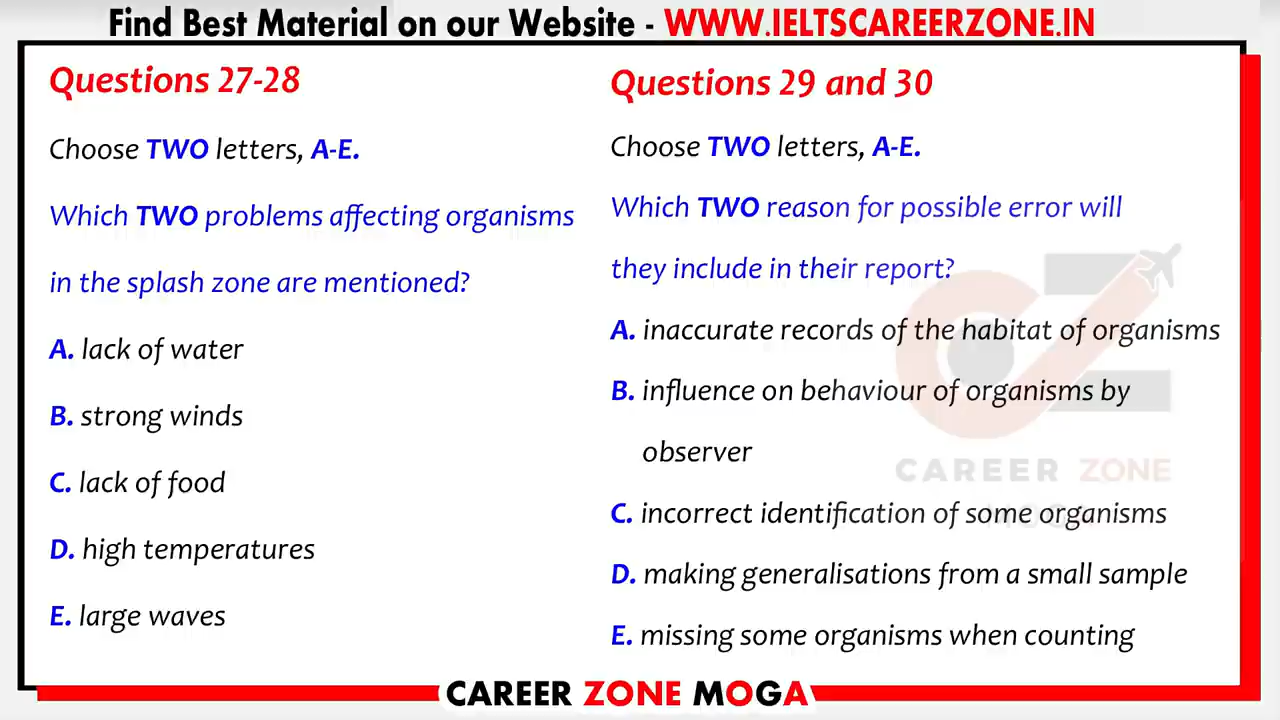 Find Best Material on our Website - WWW.IELTSCAREERZONE.IN
Questions 27-28
Choose TWO letters, A-E.
Which TWO problems affecting organisms
in the splash zone are mentioned?
A. lack of water
B. strong winds
C. lack of food
D. high temperatures
E. large waves
Questions 29 and 30
Choose TWO letters, A-E.
Which TWO reason for possible error will
they include in their report?
A. inaccurate records of the habitat of organisms
B. influence on behaviour of organisms by
observer
C. incorrect identification of some organisms
D. making generalisations from a small sample
E. missing some organisms when counting
CAREER ZONE
CAREER ZONE MOGA